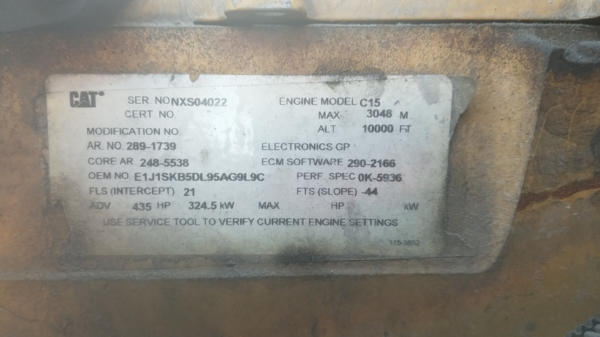 CAT SER. NO NXS04022 ENGINE MODEL C15
CERT NO. MAX 3048 M
MODIFICATION NO. ALT 10000 FT
AR. NO. 289-1739 ELECTRONICS GP
CORE AR 248-5538 ECM SOFTWARE 290-2166
OEM NO. E1J1SKB5DL95AG9L9C PERF. SPEC 0K-5936
FLS (INTERCEPT) 21 FTS (SLOPE) -44
ADV 435 HP 324.5 kW MAX HP kW
USE SERVICE TOOL TO VERIFY CURRENT ENGINE SETTINGS